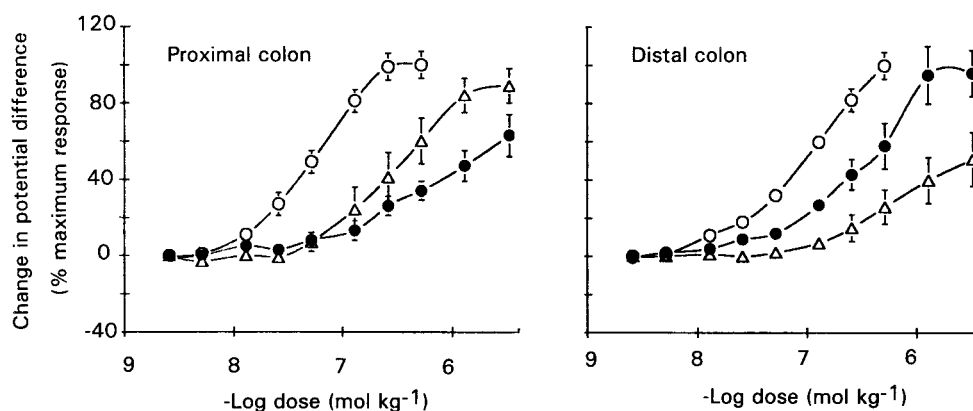 Change in potential difference
(% maximum response)
120
80
40
0
-40
Proximal colon
9 8 7 6
-Log dose (mol kg⁻¹)
Distal colon
9 8 7 6
-Log dose (mol kg⁻¹)